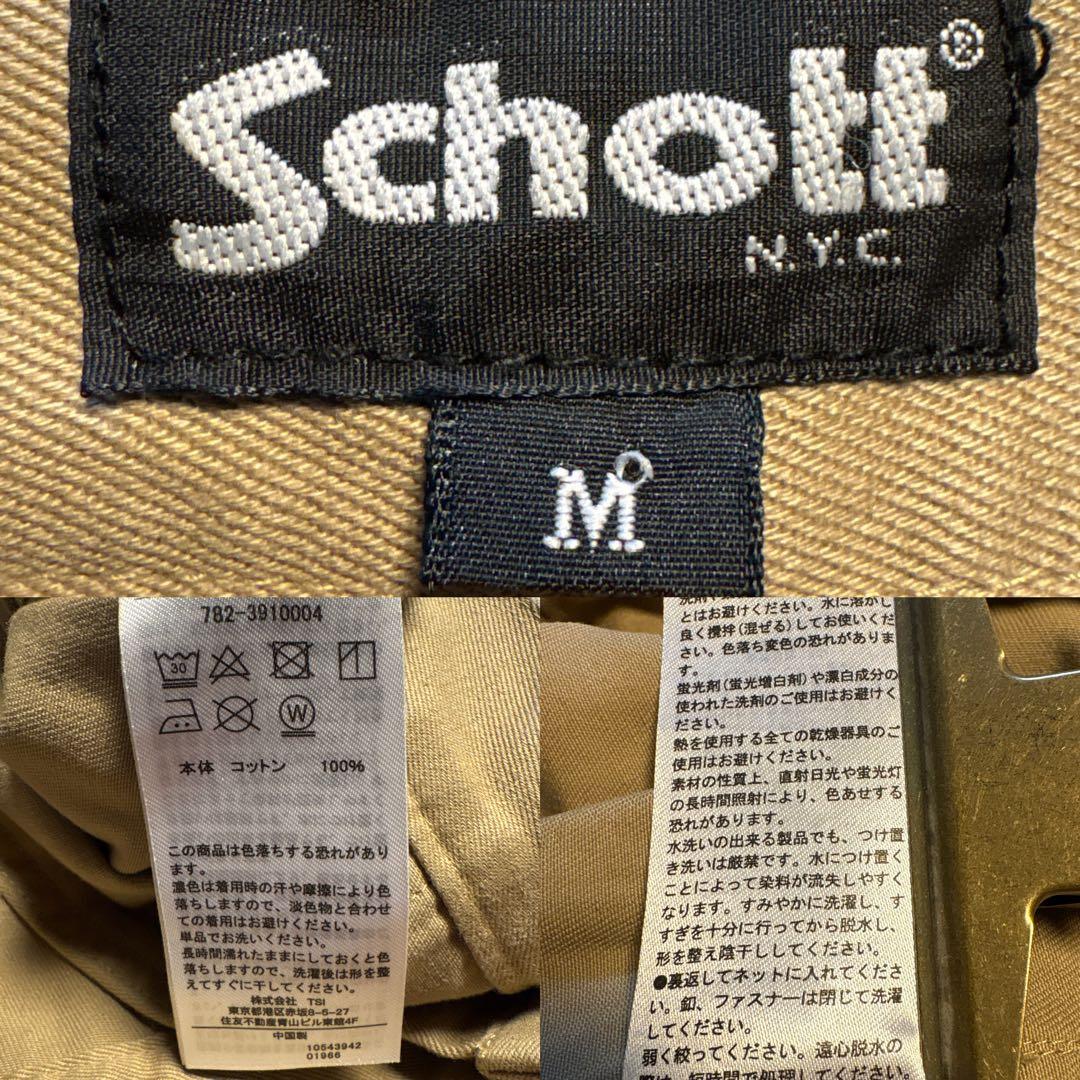 Schott®
N.Y.C.
M
782-3910004
30
W
本体 コットン 100%
この商品は色落ちする恐れがあり
ます。
濃色は着用時の汗や摩擦により色
落ちしますので、淡色物と合わせ
ての着用はお避けください。
単品でお洗いください。
長時間濡れたままにしておくと色
落ちしますので、洗濯後は形を整
えてすぐに干してください。
株式会社 TSI
東京都港区赤坂8-5-27
住友不動産青山ビル東館4F
中国製
10543942
01966
とはお避けください。水に溶かし
良く攪拌(混ぜる)してお使いくだ
さい。色落ち変色の恐れがありま
す。
蛍光剤(蛍光増白剤)や漂白成分の
使われた洗剤のご使用はお避けく
ださい。
熱を使用する全ての乾燥器具のご
使用はお避けください。
素材の性質上、直射日光や蛍光灯
の長時間照射により、色あせする
恐れがあります。
水洗いの出来る製品でも、つけ置
き洗いは厳禁です。水につけ置く
ことによって染料が流失しやすく
なります。すみやかに洗濯し、す
すぎを十分に行ってから脱水し、
形を整え陰干ししてください。
●裏返してネットに入れてくださ
い。釦、ファスナーは閉じて洗濯
してください。
弱く絞ってください。遠心脱水の
際は、短時間で処理してください。